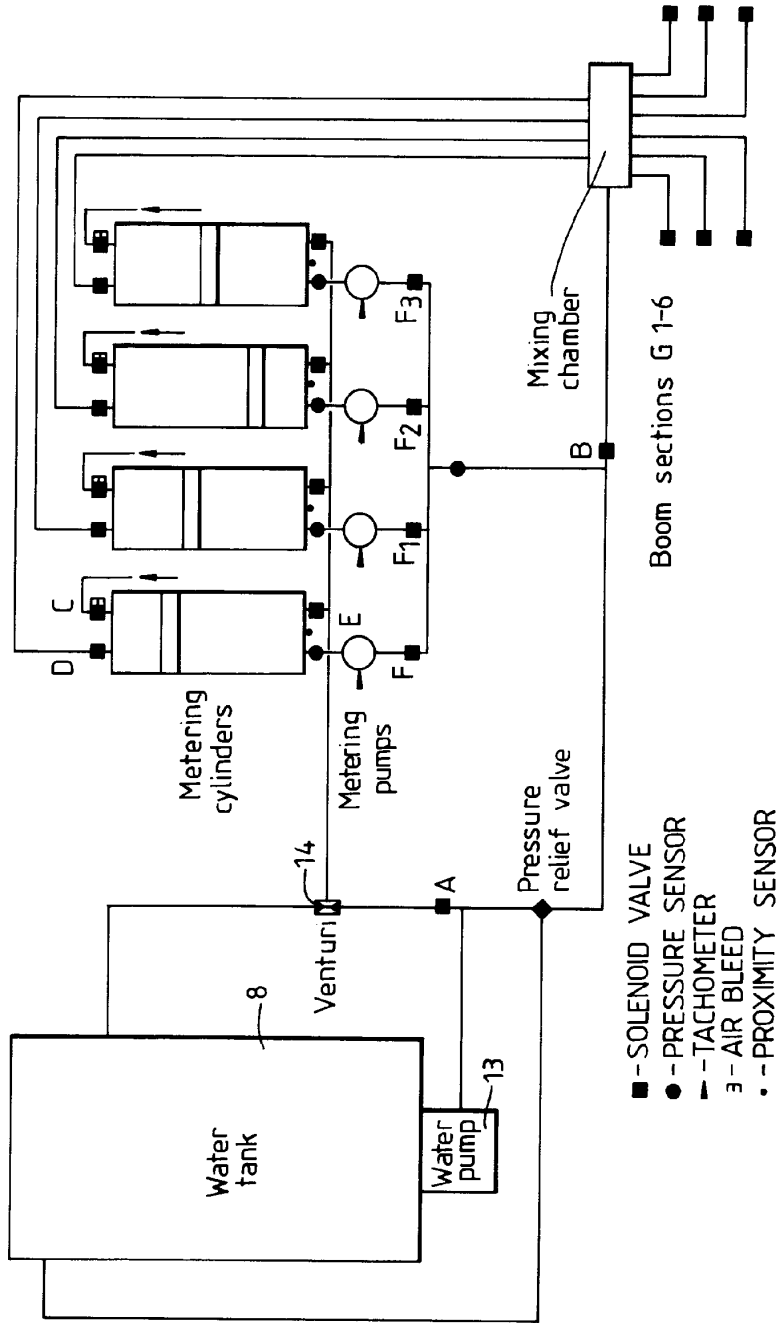 Water
tank
8
Water
pump
13
Venturi
14
A
Pressure
relief valve
Metering
cylinders
Metering
pumps
D
C
E
F
F1
F2
F3
B
Mixing
chamber
Boom sections G 1-6
■ - SOLENOID VALVE
● - PRESSURE SENSOR
► - TACHOMETER
∃ - AIR BLEED
• - PROXIMITY SENSOR